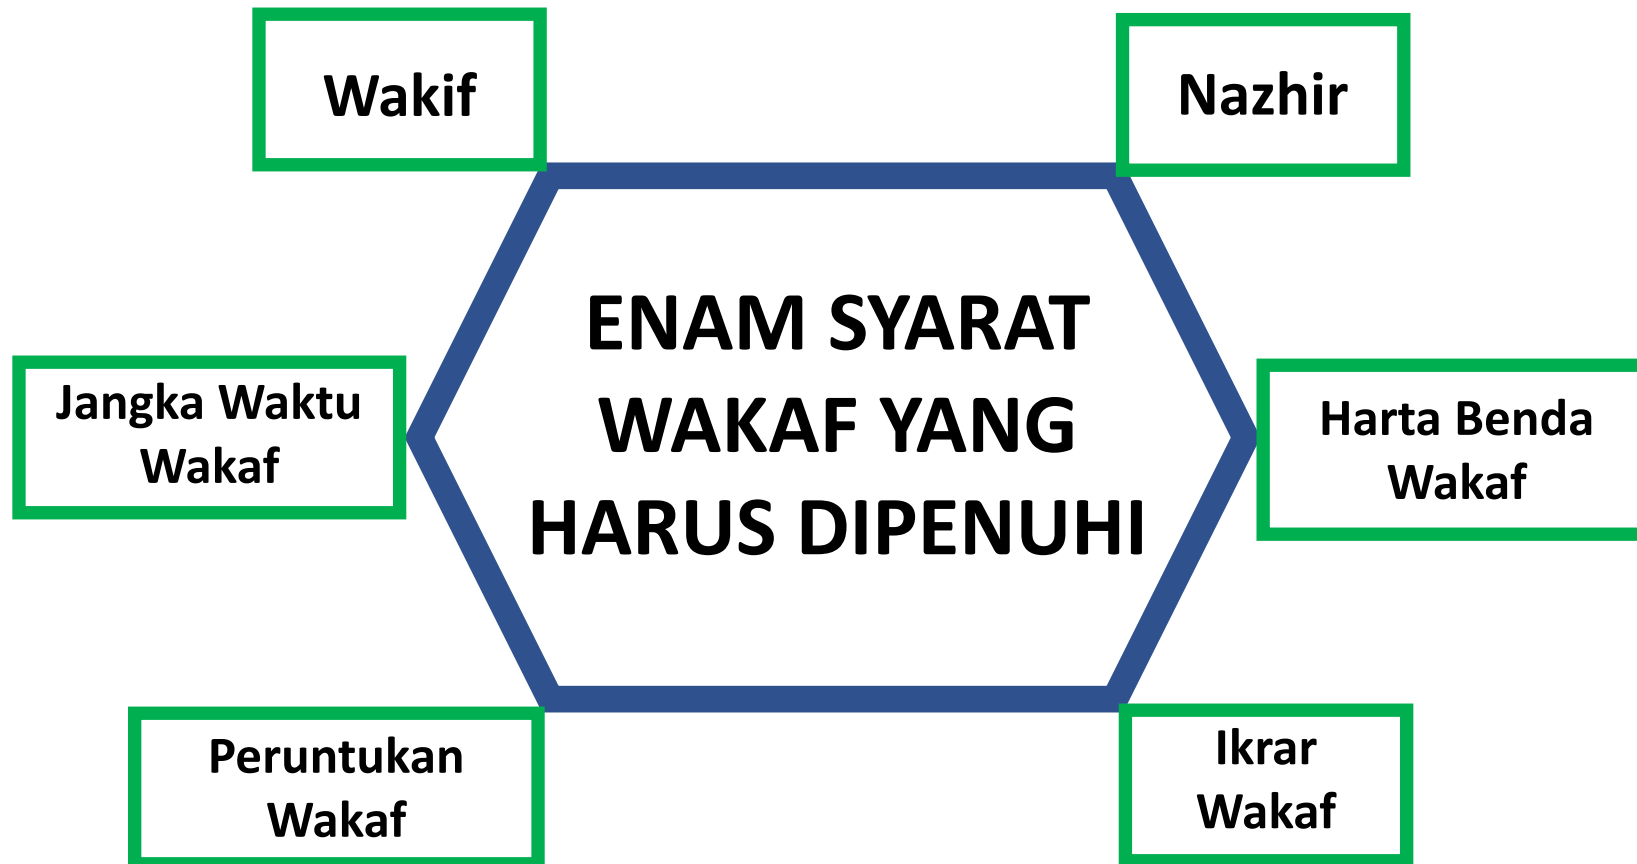 Wakif
Nazhir
ENAM SYARAT
WAKAF YANG
HARUS DIPENUHI
Jangka Waktu
Wakaf
Harta Benda
Wakaf
Peruntukan
Wakaf
Ikrar
Wakaf